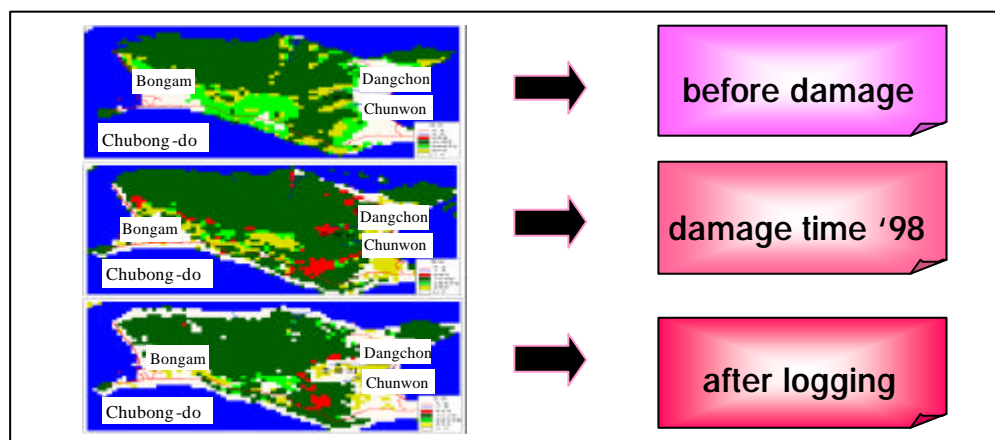 Bongam
Dangchon
Chunwon
Chubong-do
before damage
Bongam
Dangchon
Chunwon
Chubong-do
damage time ‘98
Bongam
Dangchon
Chunwon
Chubong-do
after logging